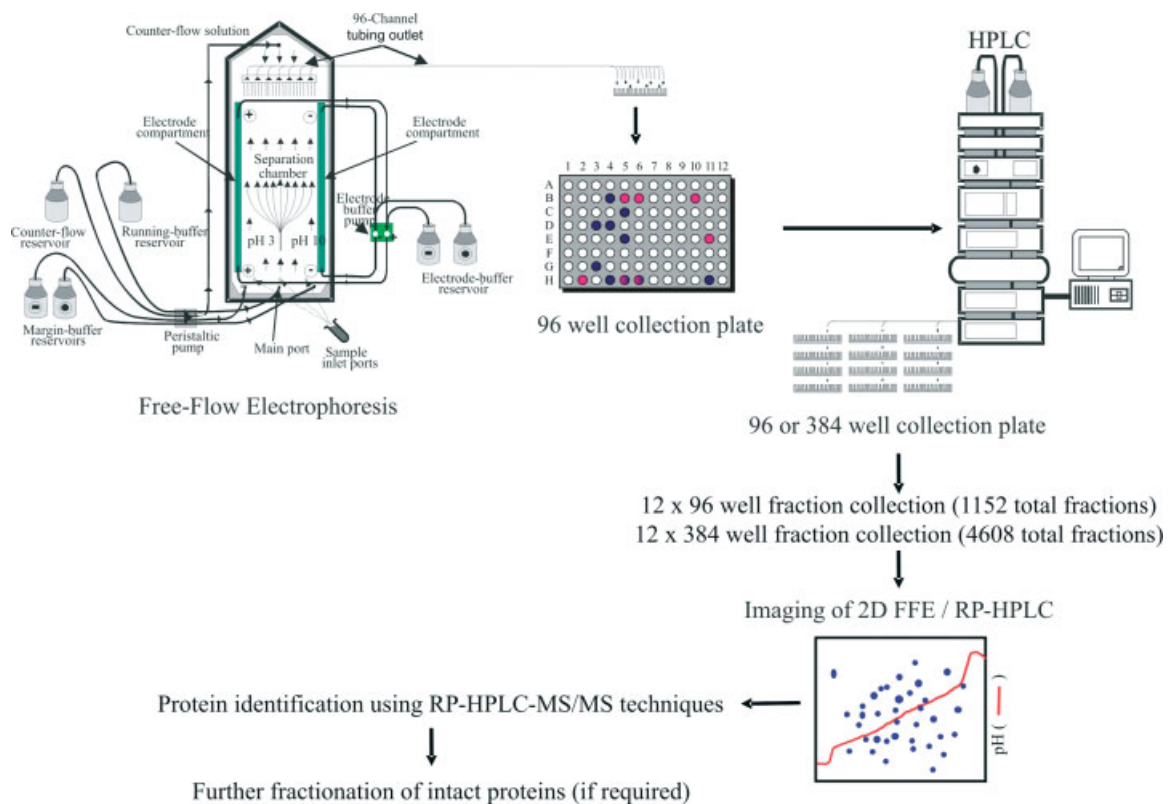 Counter-flow solution
96-Channel
tubing outlet
Electrode
compartment
Electrode
compartment
Separation
chamber
Electrode
buffer
pump
pH 3
pH 10
Counter-flow
reservoir
Running-buffer
reservoir
Electrode-buffer
reservoir
Margin-buffer
reservoirs
Peristaltic
pump
Main port
Sample
inlet ports
Free-Flow Electrophoresis
1 2 3 4 5 6 7 8 9 10 11 12
A
B
C
D
E
F
G
H
96 well collection plate
HPLC
96 or 384 well collection plate
12 x 96 well fraction collection (1152 total fractions)
12 x 384 well fraction collection (4608 total fractions)
Imaging of 2D FFE / RP-HPLC
pH ( — )
Protein identification using RP-HPLC-MS/MS techniques
Further fractionation of intact proteins (if required)